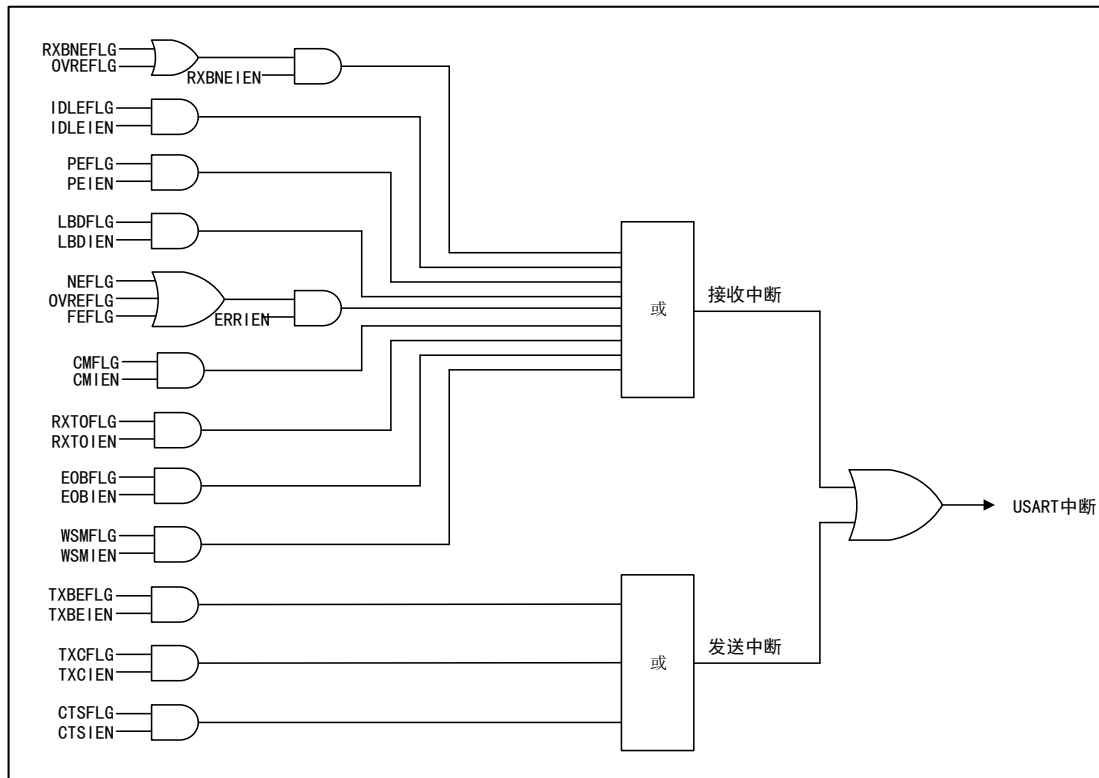 RXBNEFLG
OVREFLG
RXBNEIEN
IDLEFLG
IDLEIEN
PEFLG
PEIEN
LBDFLG
LBDIEN
NEFLG
OVREFLG
FEFLG
ERRIEN
CMFLG
CMIEN
RXTOFLG
RXTOIEN
EOBFLG
EOBIEN
WSMFLG
WSMIEN
或
接收中断
TXBEFLG
TXBEIEN
TXCFLG
TXCIEN
CTSFLG
CTSIEN
或
发送中断
USART中断